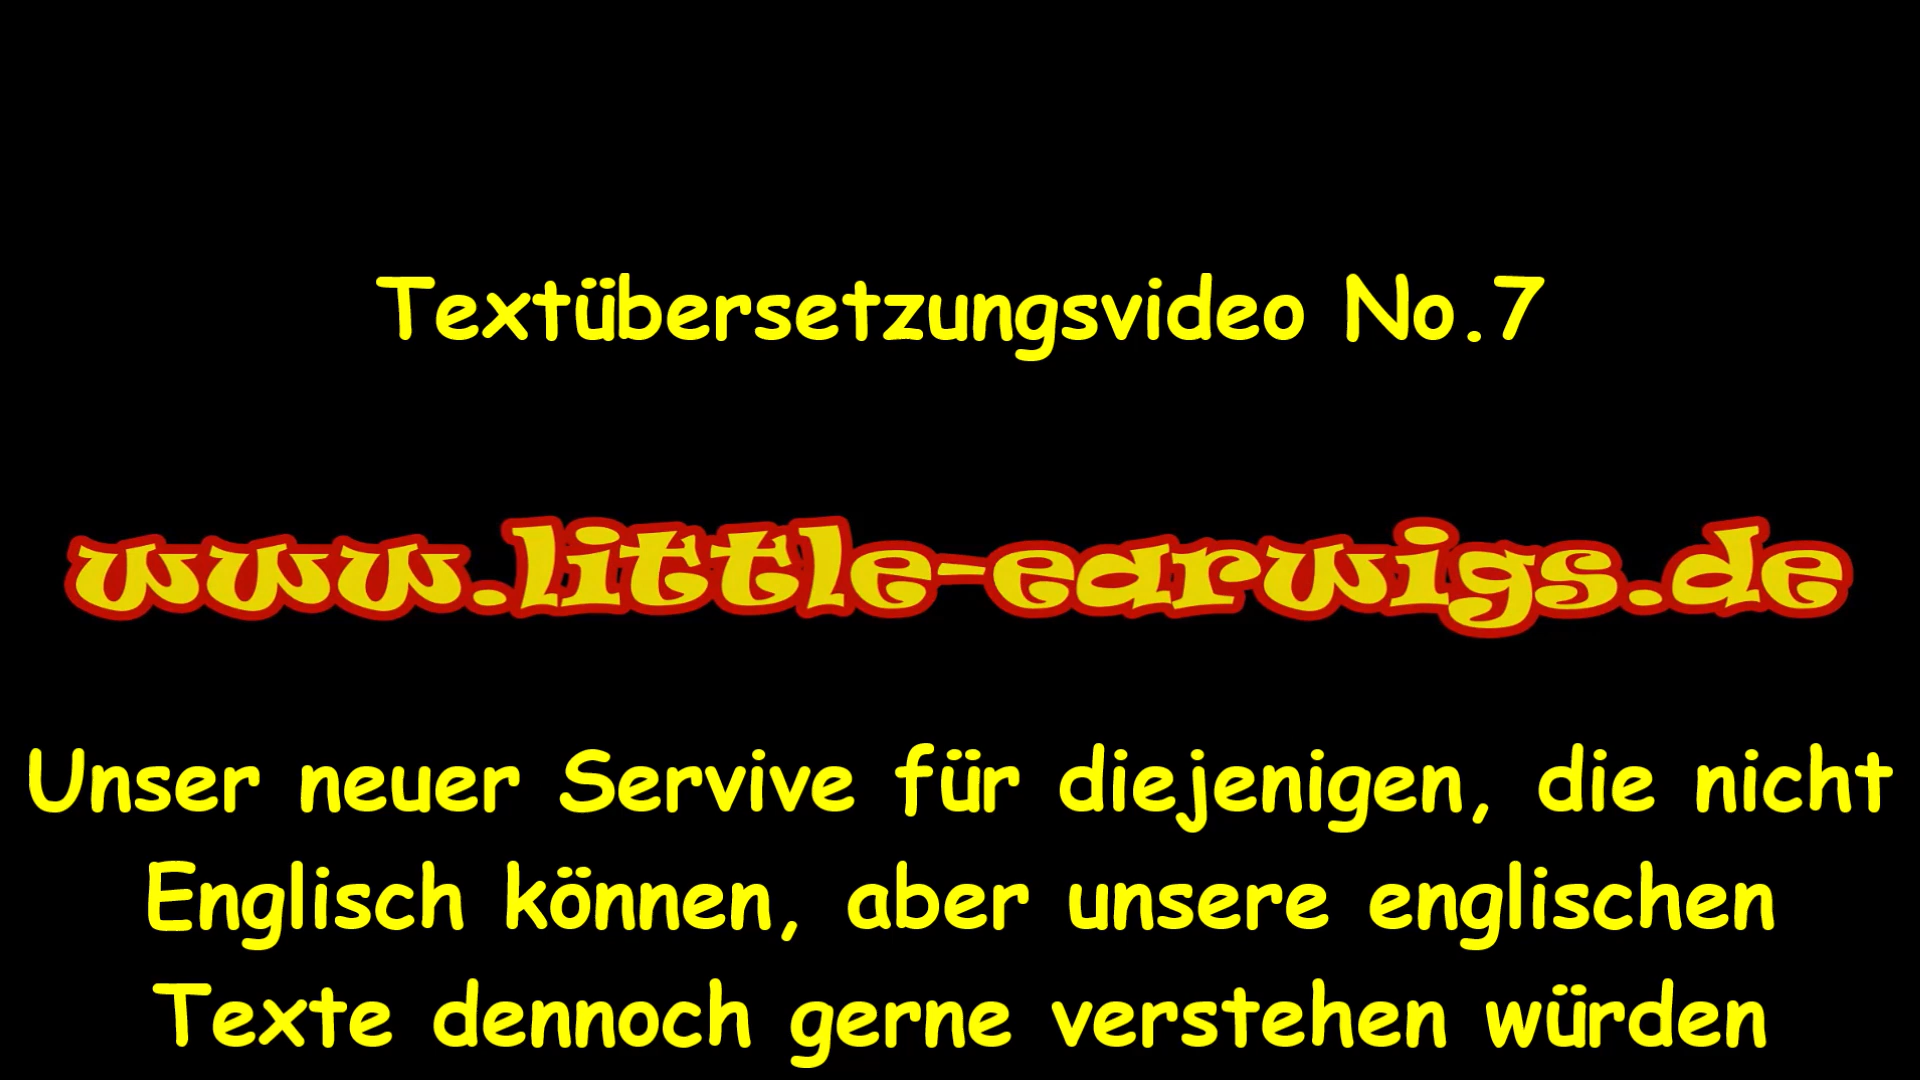 Textübersetzungsvideo No.7
www.little-earwigs.de
Unser neuer Servive für diejenigen, die nicht
Englisch können, aber unsere englischen
Texte dennoch gerne verstehen würden